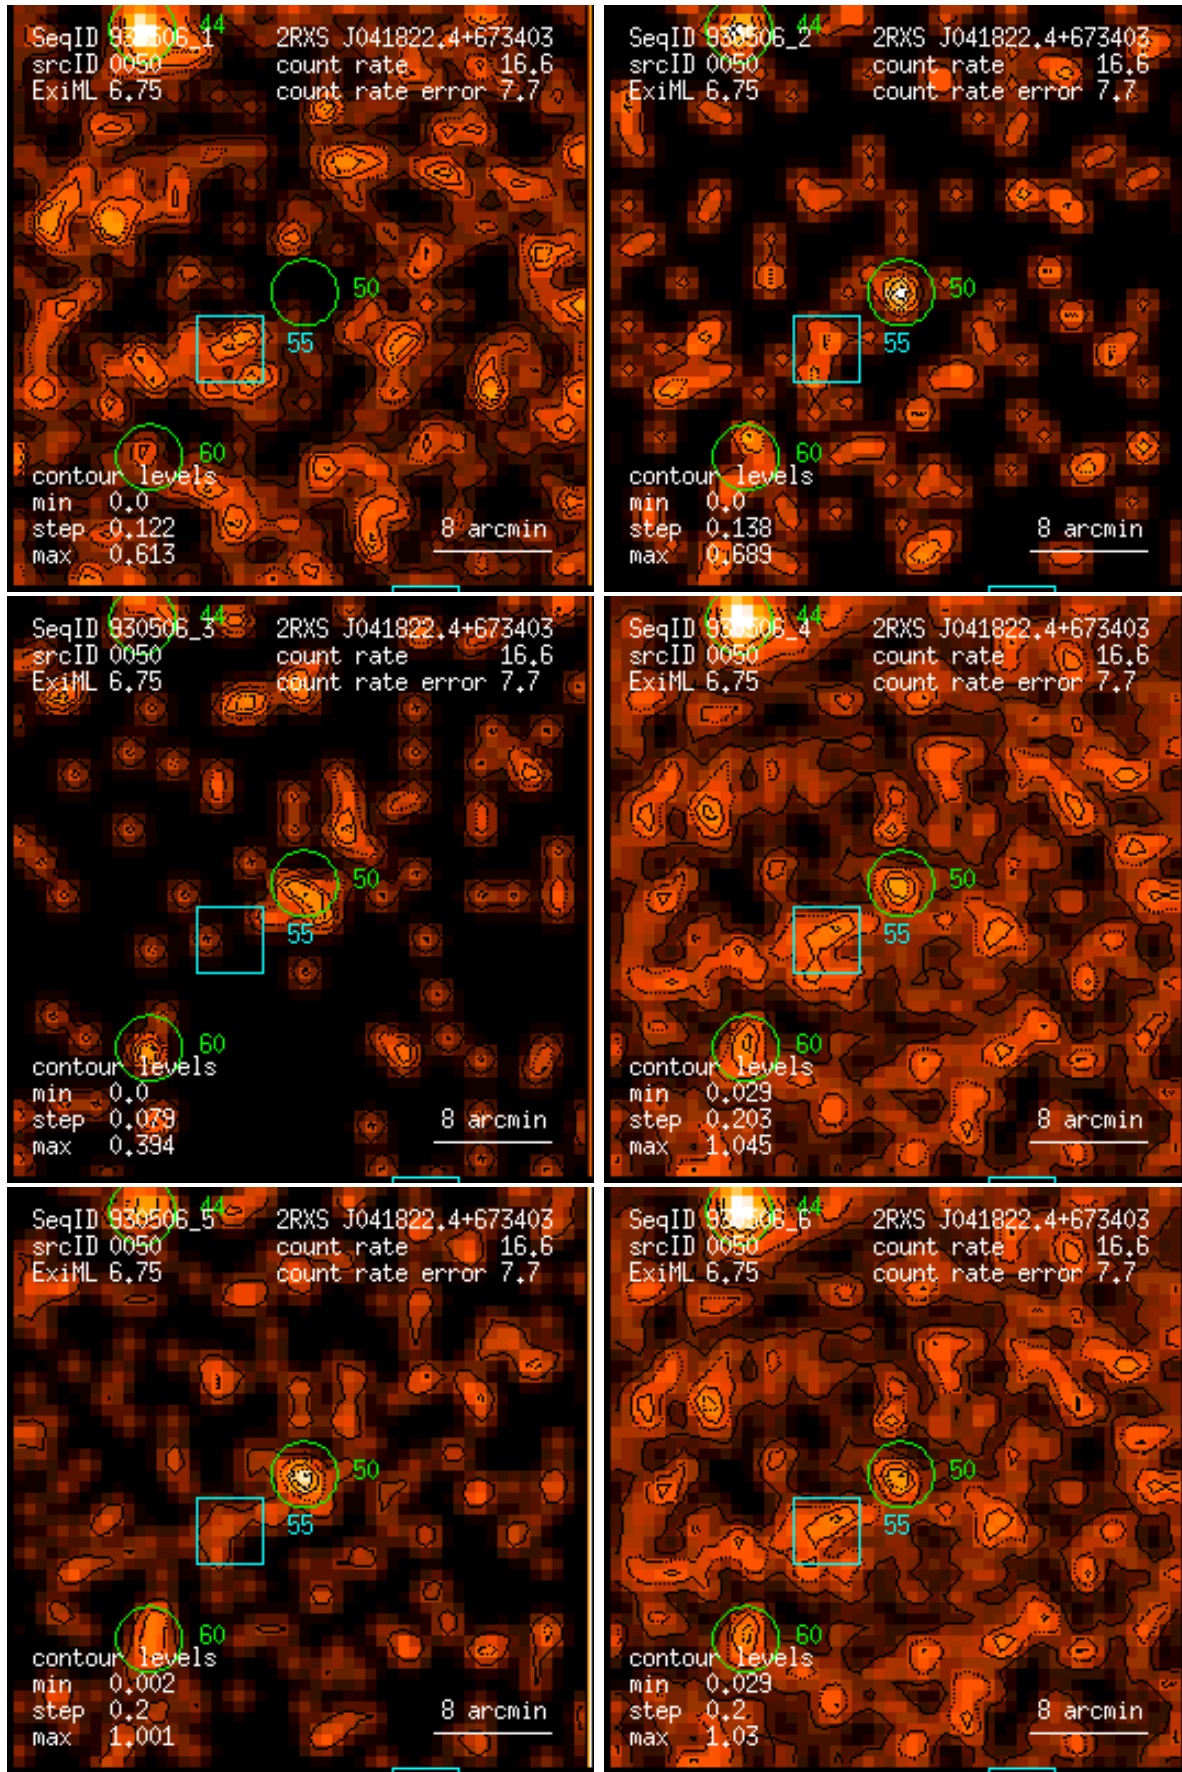 44
SeqID 930506_1 2RXS J041822.4+673403
srcID 0050 count rate 16.6
ExiML 6.75 count rate error 7.7
50
55
60
contour levels
min 0.0
step 0.122 8 arcmin
max 0.613
44
SeqID 930506_2 2RXS J041822.4+673403
srcID 0050 count rate 16.6
ExiML 6.75 count rate error 7.7
50
55
60
contour levels
min 0.0
step 0.138 8 arcmin
max 0.689
44
SeqID 930506_3 2RXS J041822.4+673403
srcID 0050 count rate 16.6
ExiML 6.75 count rate error 7.7
50
55
60
contour levels
min 0.0
step 0.079 8 arcmin
max 0.394
44
SeqID 930506_4 2RXS J041822.4+673403
srcID 0050 count rate 16.6
ExiML 6.75 count rate error 7.7
50
55
60
contour levels
min 0.029
step 0.203 8 arcmin
max 1.045
44
SeqID 930506_5 2RXS J041822.4+673403
srcID 0050 count rate 16.6
ExiML 6.75 count rate error 7.7
50
55
60
contour levels
min 0.002
step 0.2 8 arcmin
max 1.001
44
SeqID 930506_6 2RXS J041822.4+673403
srcID 0050 count rate 16.6
ExiML 6.75 count rate error 7.7
50
55
60
contour levels
min 0.029
step 0.2 8 arcmin
max 1.03